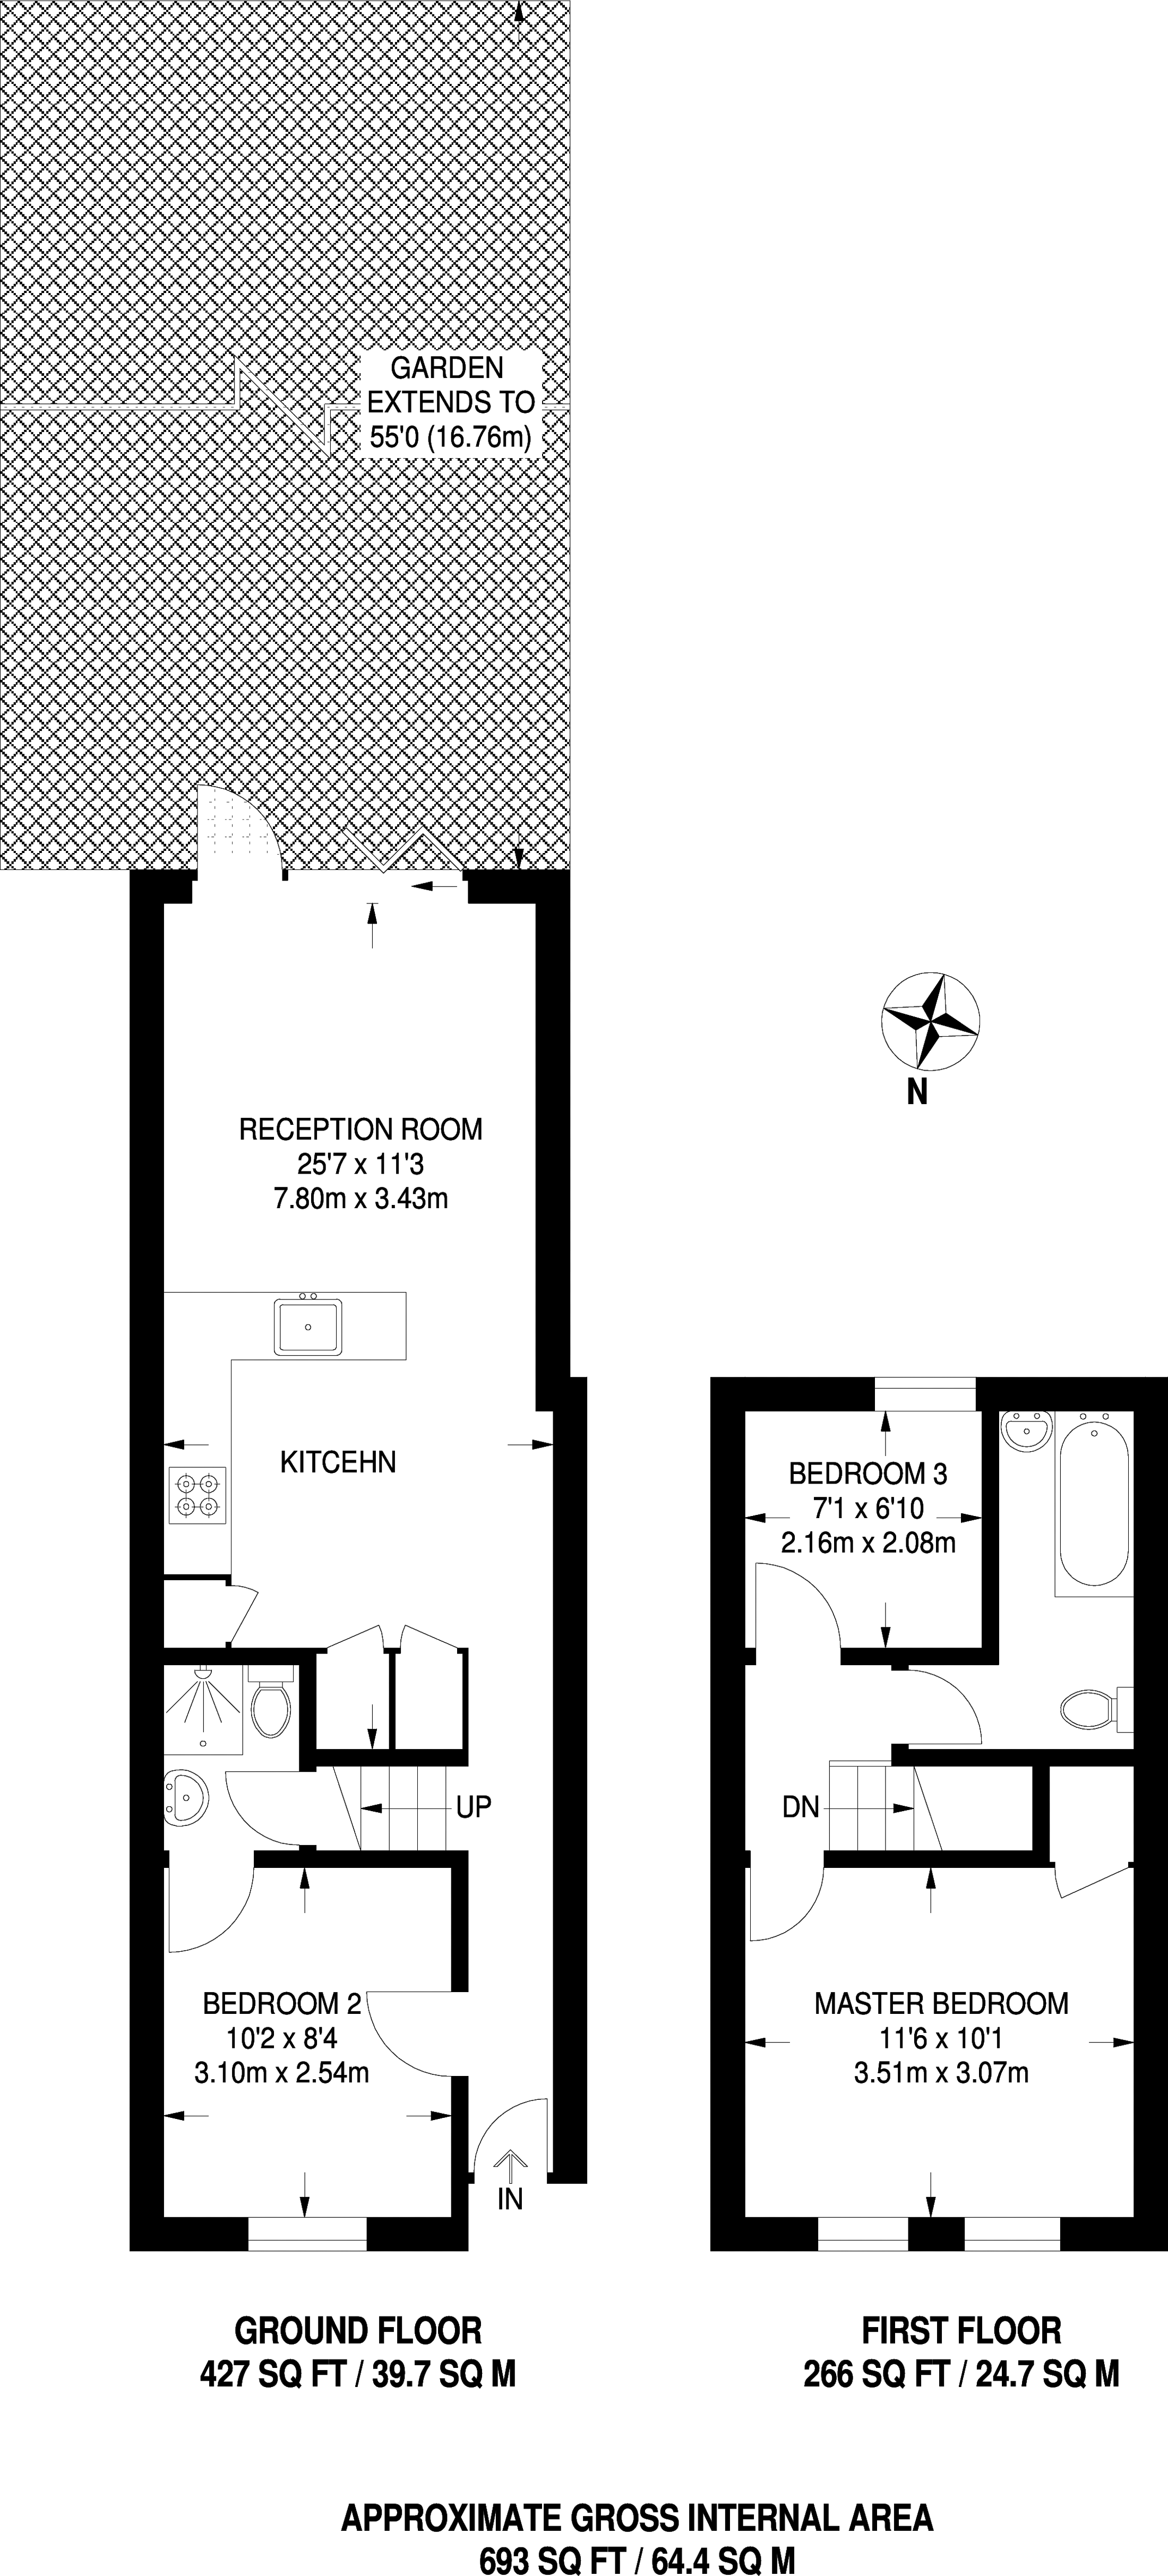 GARDEN
EXTENDS TO
55'0 (16.76m)
N
RECEPTION ROOM
25'7 x 11'3
7.80m x 3.43m
KITCEHN
BEDROOM 3
7'1 x 6'10
2.16m x 2.08m
UP
DN
BEDROOM 2
10'2 x 8'4
3.10m x 2.54m
MASTER BEDROOM
11'6 x 10'1
3.51m x 3.07m
IN
GROUND FLOOR
427 SQ FT / 39.7 SQ M
FIRST FLOOR
266 SQ FT / 24.7 SQ M
APPROXIMATE GROSS INTERNAL AREA
693 SQ FT / 64.4 SQ M